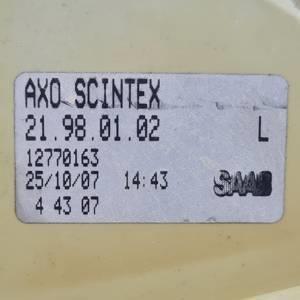 AXO SCINTEX
21.98.01.02 L
12770163
25/10/07 14:43 SAAB
4 43 07